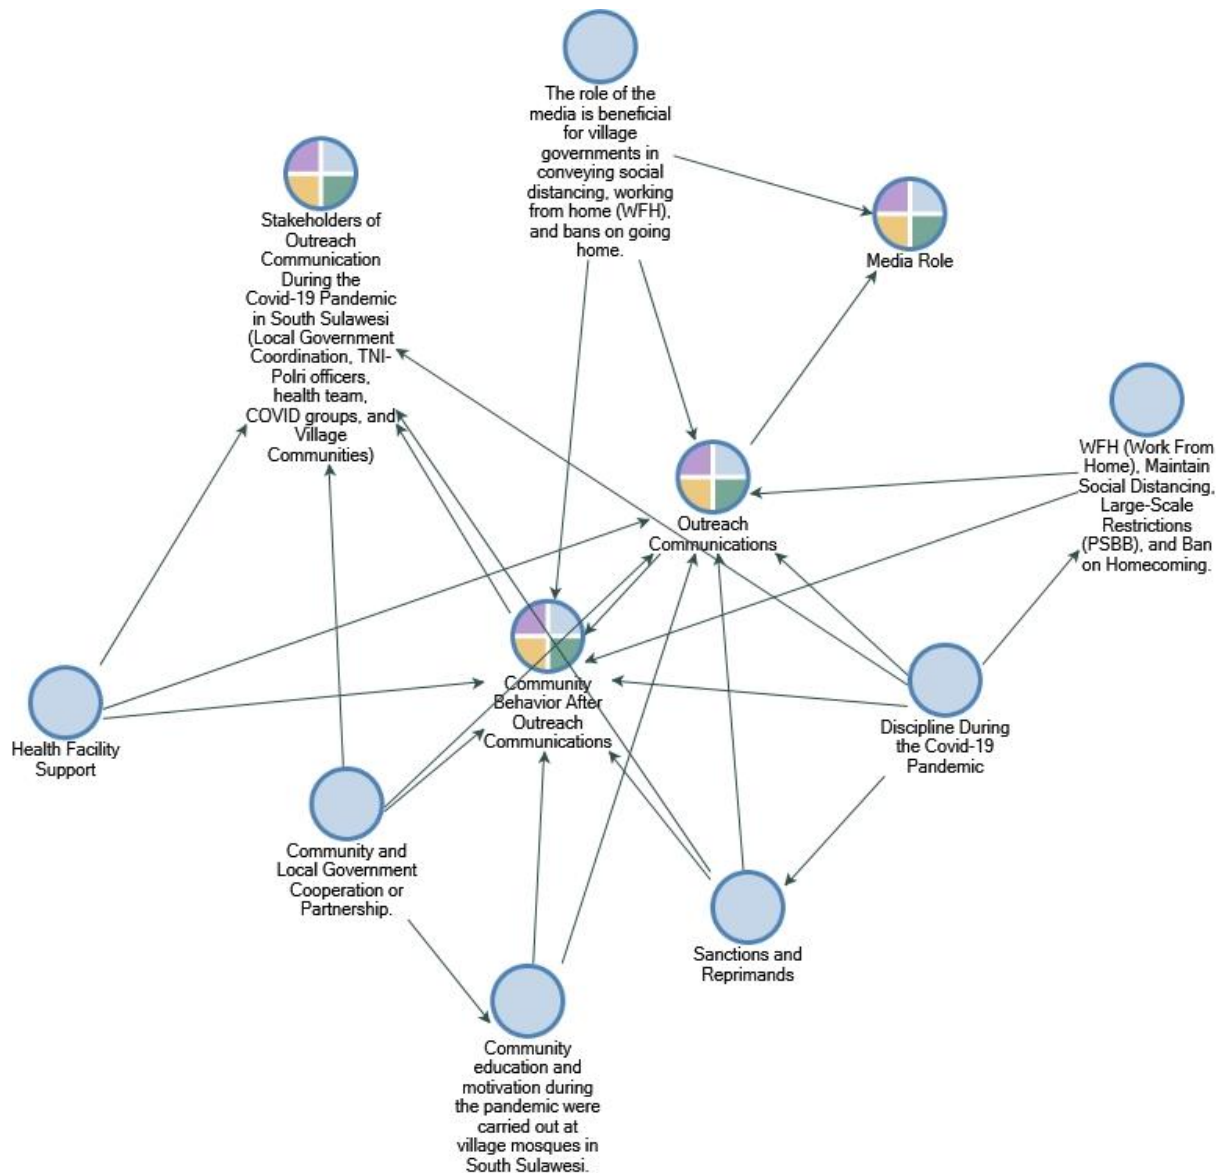 The role of the
media is beneficial
for village
governments in
conveying social
distancing, working
from home (WFH),
and bans on going
home.
Stakeholders of
Outreach
Communication
During the
Covid-19 Pandemic
in South Sulawesi
(Local Government
Coordination, TNI-
Polri officers,
health team,
COVID groups, and
Village
Communities)
Media Role
WFH (Work From
Home), Maintain
Social Distancing,
Large-Scale
Restrictions
(PSBB), and Ban
on Homecoming.
Outreach
Communications
Community
Behavior After
Outreach
Communications
Health Facility
Support
Discipline During
the Covid-19
Pandemic
Community and
Local Government
Cooperation or
Partnership.
Sanctions and
Reprimands
Community
education and
motivation during
the pandemic were
carried out at
village mosques in
South Sulawesi.